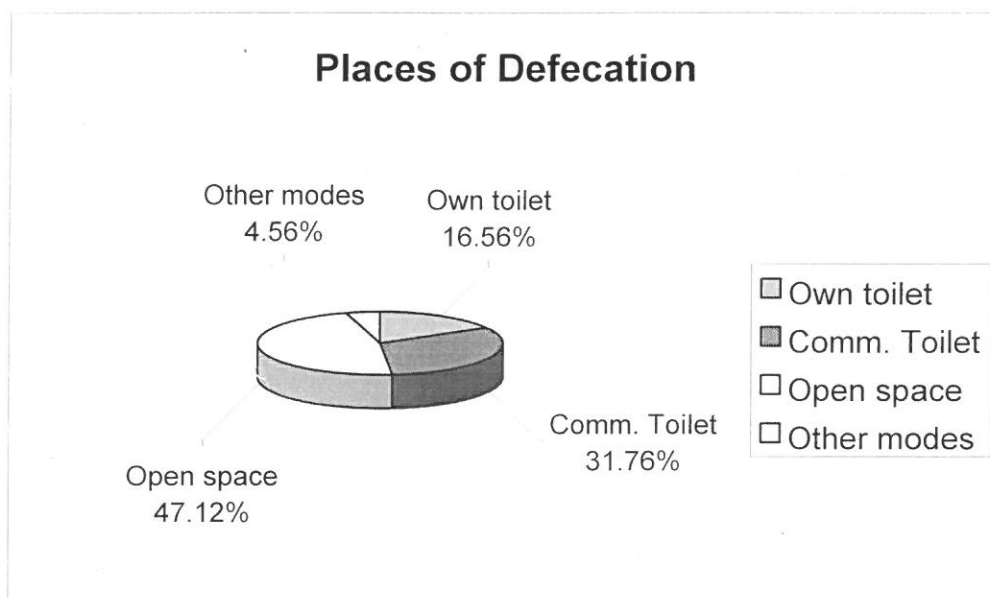 Places of Defecation
Other modes
4.56%
Own toilet
16.56%
Comm. Toilet
31.76%
Open space
47.12%
Own toilet
Comm. Toilet
Open space
Other modes